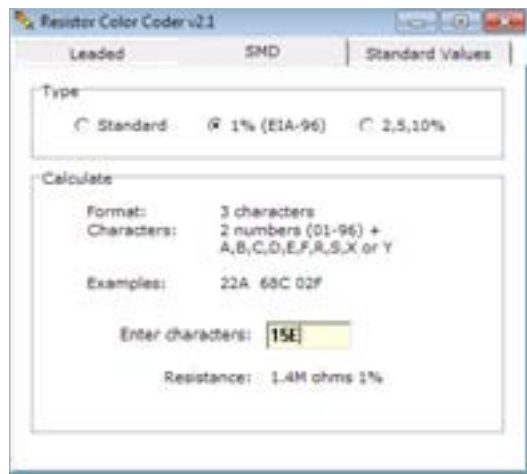 Resistor Color Coder v2.1
Leaded SMD Standard Values
Type
Standard 1% (EIA-96) 2,5,10%
Calculate
Format: 3 characters
Characters: 2 numbers (01-96) +
A,B,C,D,E,F,R,S,X or Y
Examples: 22A 68C 02F
Enter characters: 15E
Resistance: 1.4M ohms 1%